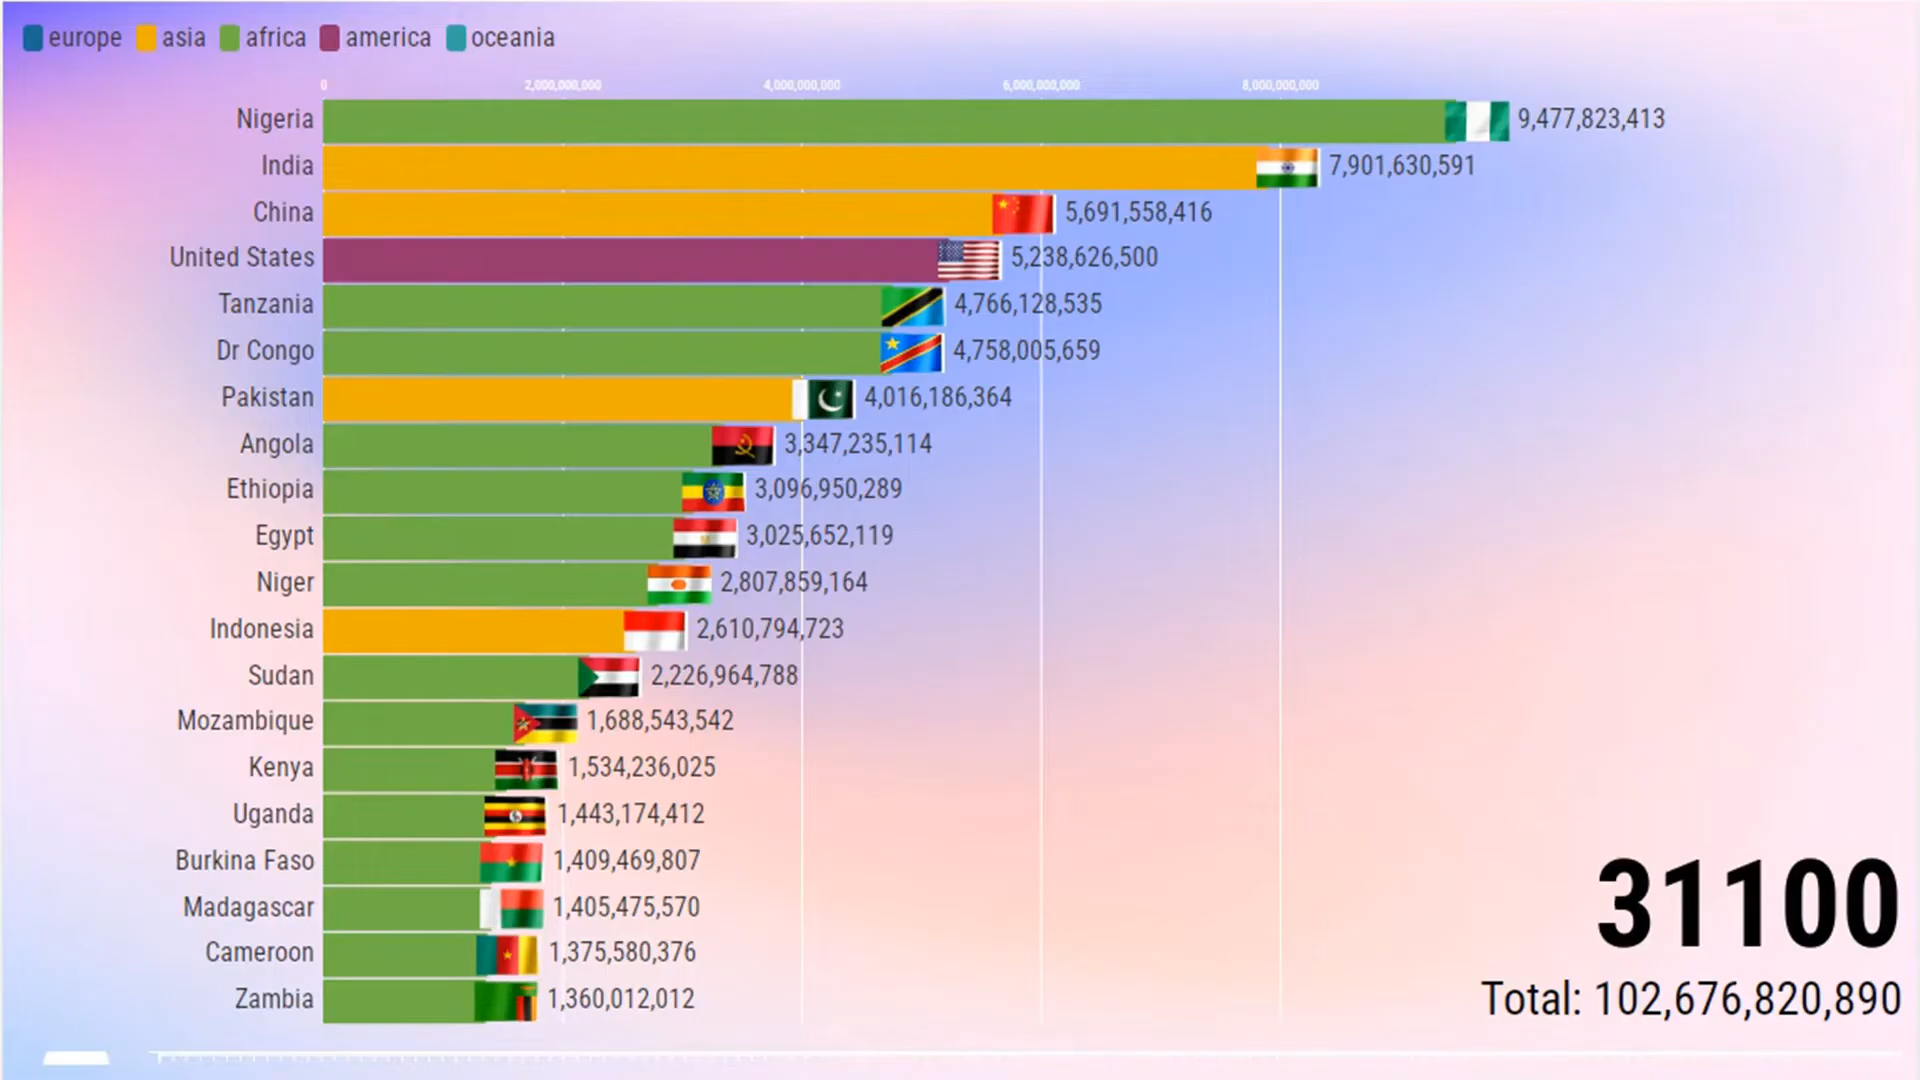 europe asia africa america oceania
0 2,000,000,000 4,000,000,000 6,000,000,000 8,000,000,000
Nigeria 9,477,823,413
India 7,901,630,591
China 5,691,558,416
United States 5,238,626,500
Tanzania 4,766,128,535
Dr Congo 4,758,005,659
Pakistan 4,016,186,364
Angola 3,347,235,114
Ethiopia 3,096,950,289
Egypt 3,025,652,119
Niger 2,807,859,164
Indonesia 2,610,794,723
Sudan 2,226,964,788
Mozambique 1,688,543,542
Kenya 1,534,236,025
Uganda 1,443,174,412
Burkina Faso 1,409,469,807
Madagascar 1,405,475,570
Cameroon 1,375,580,376
Zambia 1,360,012,012
31100
Total: 102,676,820,890